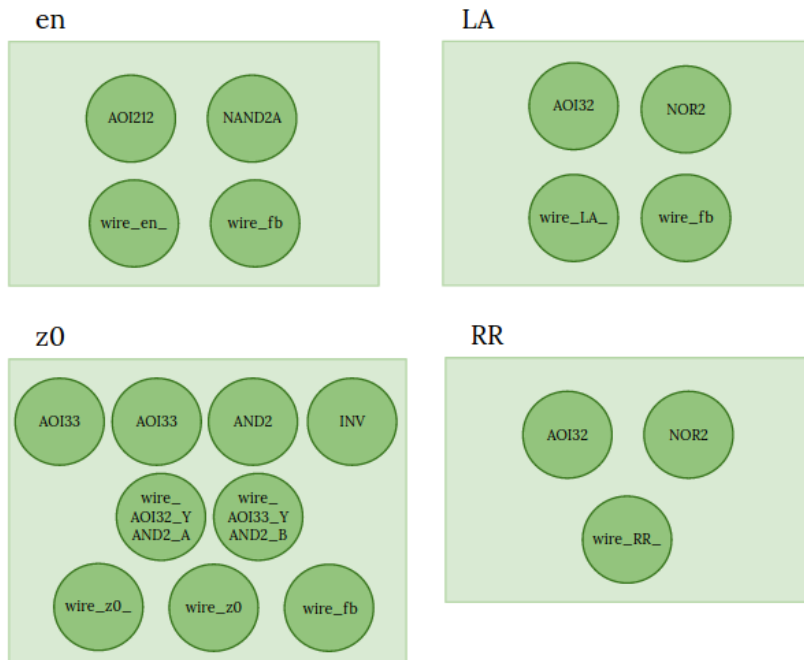 en
LA
AOI212
NAND2A
wire_en_
wire_fb
AOI32
NOR2
wire_LA_
wire_fb
z0
RR
AOI33
AOI33
AND2
INV
wire_
AOI32_Y
AND2_A
wire_
AOI33_Y
AND2_B
wire_z0_
wire_z0
wire_fb
AOI32
NOR2
wire_RR_